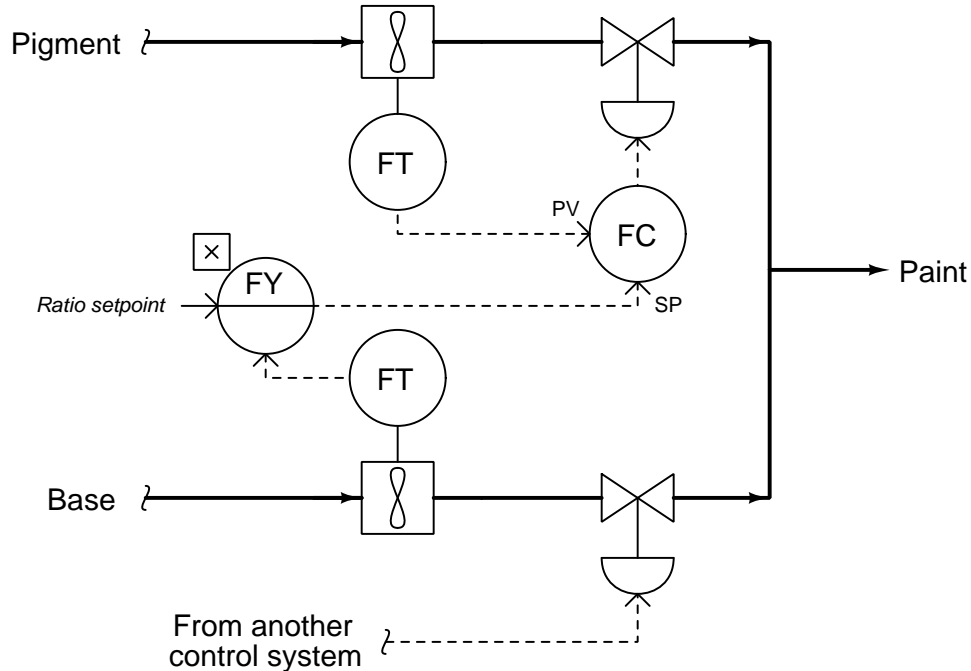 Pigment
FT
PV
FC
×
FY
Ratio setpoint
SP
Paint
FT
Base
From another
control system